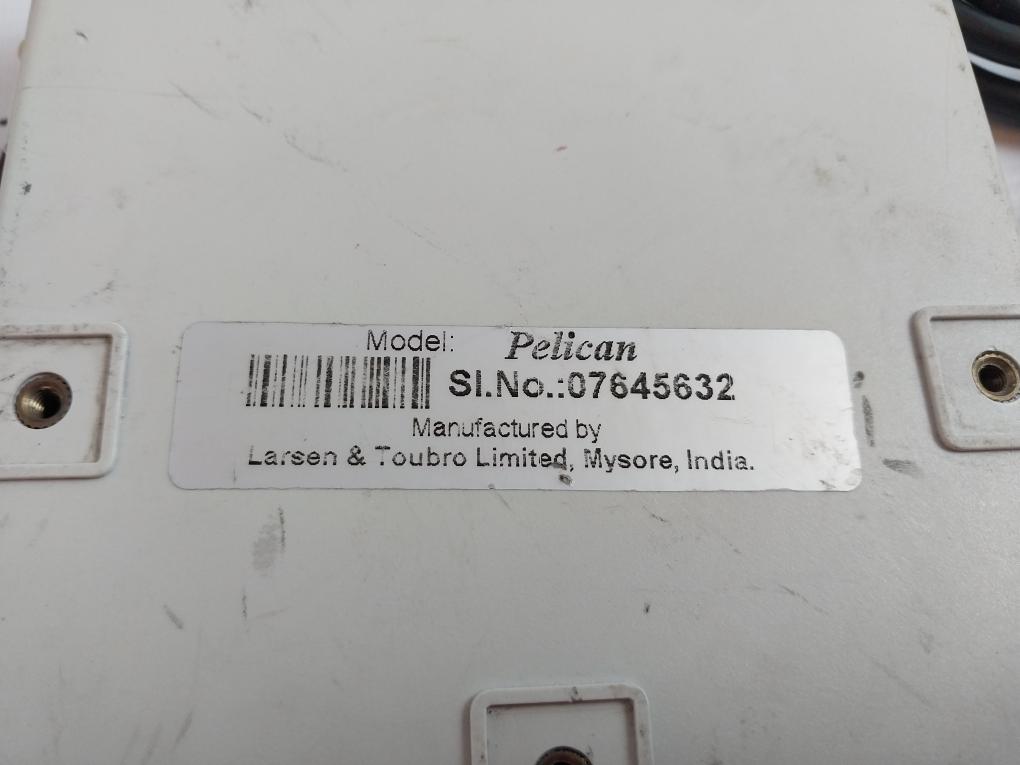 Model: Pelican
Sl.No.:07645632
Manufactured by
Larsen & Toubro Limited, Mysore, India.